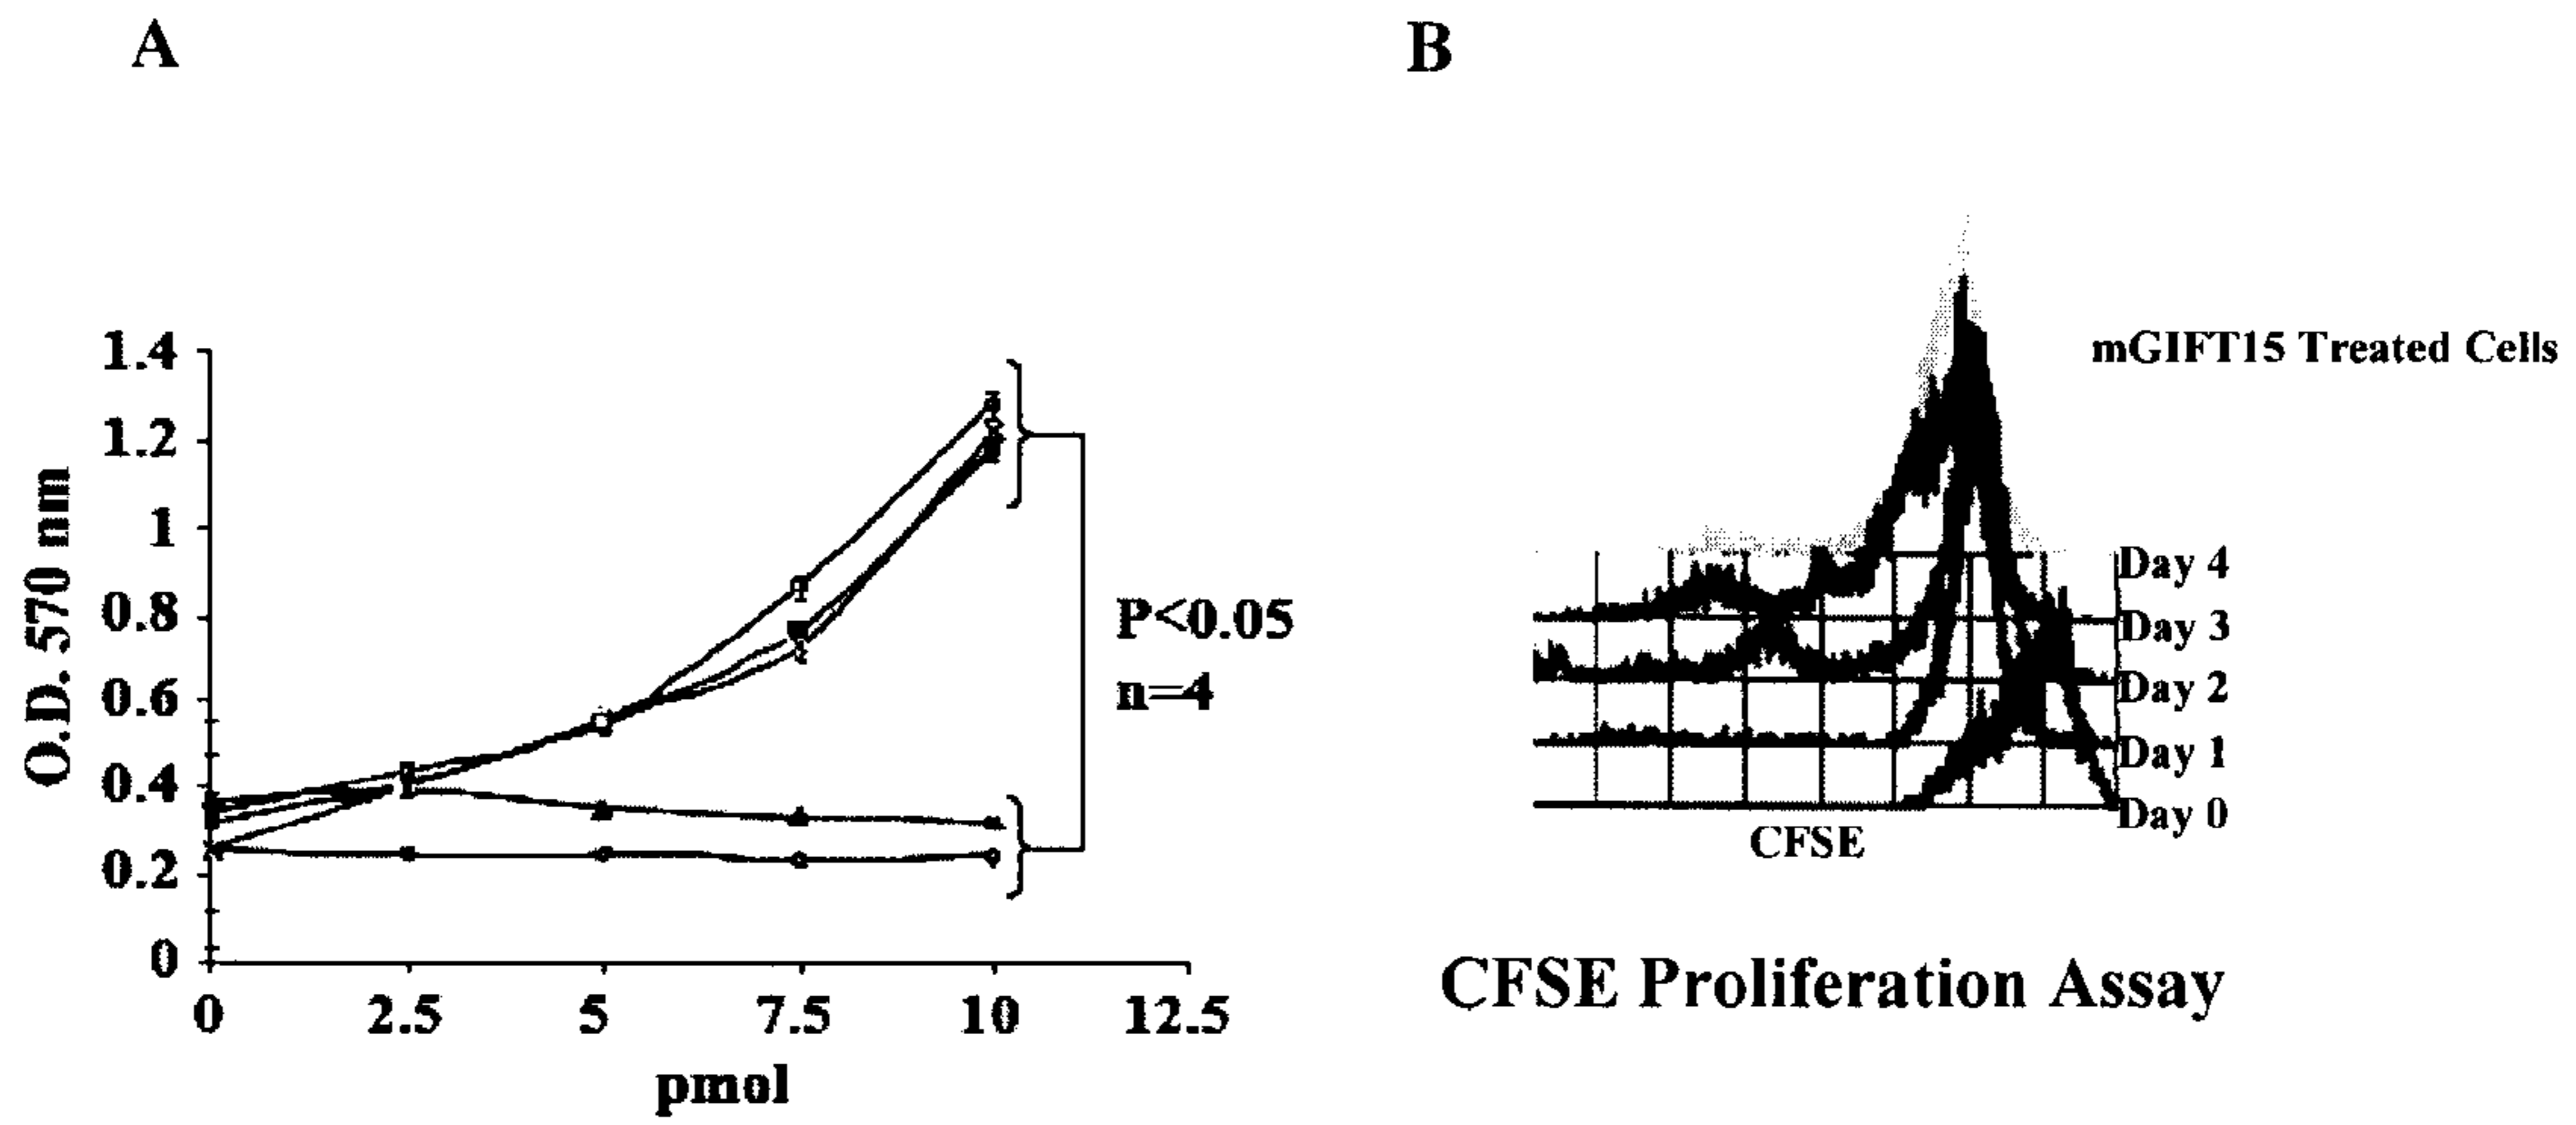 A
B
1.4
1.2
1
0.8
0.6
0.4
0.2
0
O.D. 570 nm
0 2.5 5 7.5 10 12.5
pmol
P<0.05
n=4
mGIFT15 Treated Cells
Day 4
Day 3
Day 2
Day 1
Day 0
CFSE
CFSE Proliferation Assay